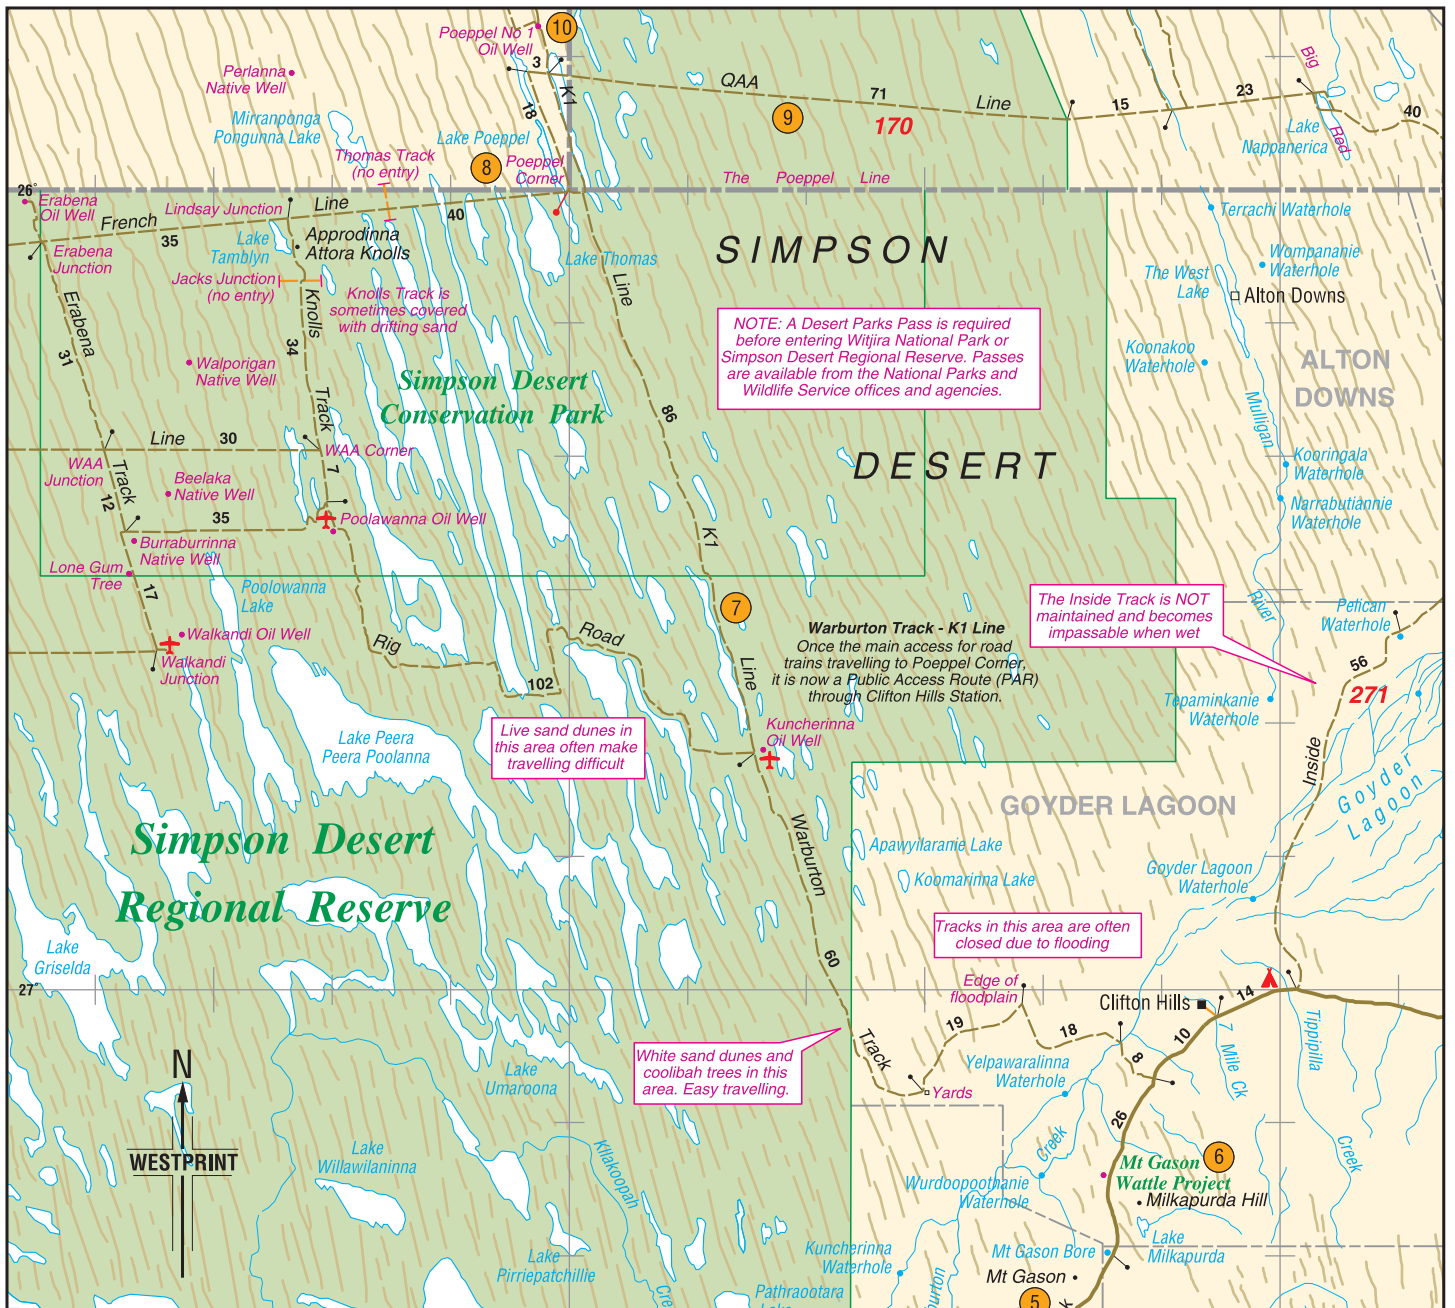 10
Poeppel No 1
Oil Well
3
K1
18
QAA
71
Line
9
170
15
23
Big
Red
40
Lake
Nappanerica
Perlanna
Native Well
Mirranponga
Pongunna Lake
Lake Poeppel
Thomas Track
(no entry)
8
Poeppel
Corner
The Poeppel Line
26°
Erabena
Oil Well
French
Line
35
40
Lindsay Junction
Lake
Tamblyn
Approdinna
Attora Knolls
Erabena
Junction
Jacks Junction
(no entry)
Knolls Track is
sometimes covered
with drifting sand
Lake Thomas
Line
SIMPSON
Terrachi Waterhole
Wompananie
Waterhole
The West
Lake
Alton Downs
Erabena
31
Knolls
34
Track
Walporigan
Native Well
Simpson Desert
Conservation Park
86
NOTE: A Desert Parks Pass is required
before entering Witjira National Park or
Simpson Desert Regional Reserve. Passes
are available from the National Parks and
Wildlife Service offices and agencies.
Koonakoo
Waterhole
ALTON
DOWNS
Mulligan
Line
30
WAA Corner
WAA
Junction
Track
12
7
Beelaka
Native Well
DESERT
Kooringala
Waterhole
Narrabutiannie
Waterhole
35
Poolawanna Oil Well
Burraburrinna
Native Well
Lone Gum
Tree
17
K1
Poolowanna
Lake
7
River
Pelican
Waterhole
The Inside Track is NOT
maintained and becomes
impassable when wet
Walkandi Oil Well
Walkandi
Junction
Rig
Road
102
Line
Warburton Track - K1 Line
Once the main access for road
trains travelling to Poeppel Corner,
it is now a Public Access Route (PAR)
through Clifton Hills Station.
56
271
Tepaminkanie
Waterhole
Lake Peera
Peera Poolanna
Live sand dunes in
this area often make
travelling difficult
Kuncherinna
Oil Well
Inside
Goyder
Lagoon
GOYDER LAGOON
Simpson Desert
Regional Reserve
Warburton
Apawyilaranie Lake
Koomarinna Lake
Goyder Lagoon
Waterhole
Tracks in this area are often
closed due to flooding
Lake
Griselda
60
27°
Edge of
floodplain
Clifton Hills
14
19
18
8
10
Track
7 Mile Ck
Tippipilla
Creek
White sand dunes and
coolibah trees in this
area. Easy travelling.
Lake
Umaroona
Yelpawaralinna
Waterhole
Yards
26
N
WESTPRINT
Lake
Willawilaninna
Killakoopah
Cree
Creek
Mt Gason
Wattle Project
6
Wurdoopoothanie
Waterhole
Milkapurda Hill
Lake
Milkapurda
Kuncherinna
Waterhole
Mt Gason Bore
Mt Gason
5
Lake
Pirriepatchillie
Pathraootara
Lake
burton
k